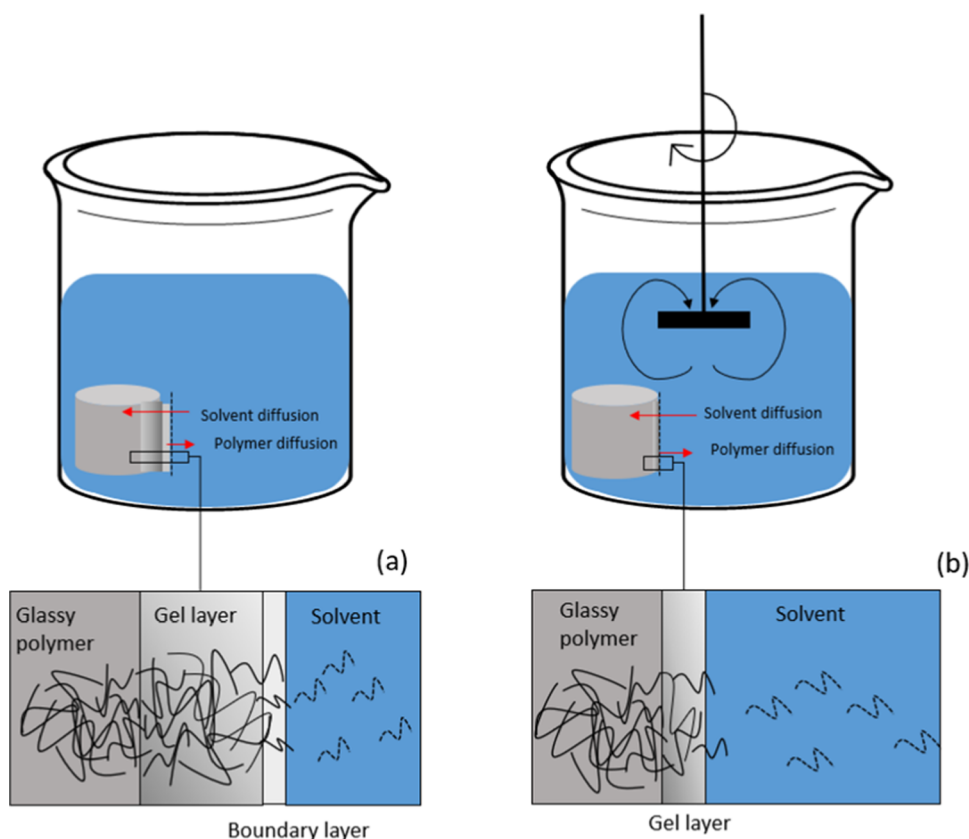 Solvent diffusion
Polymer diffusion
(a)
Glassy
polymer
Gel layer
Solvent
Boundary layer
Solvent diffusion
Polymer diffusion
(b)
Glassy
polymer
Solvent
Gel layer